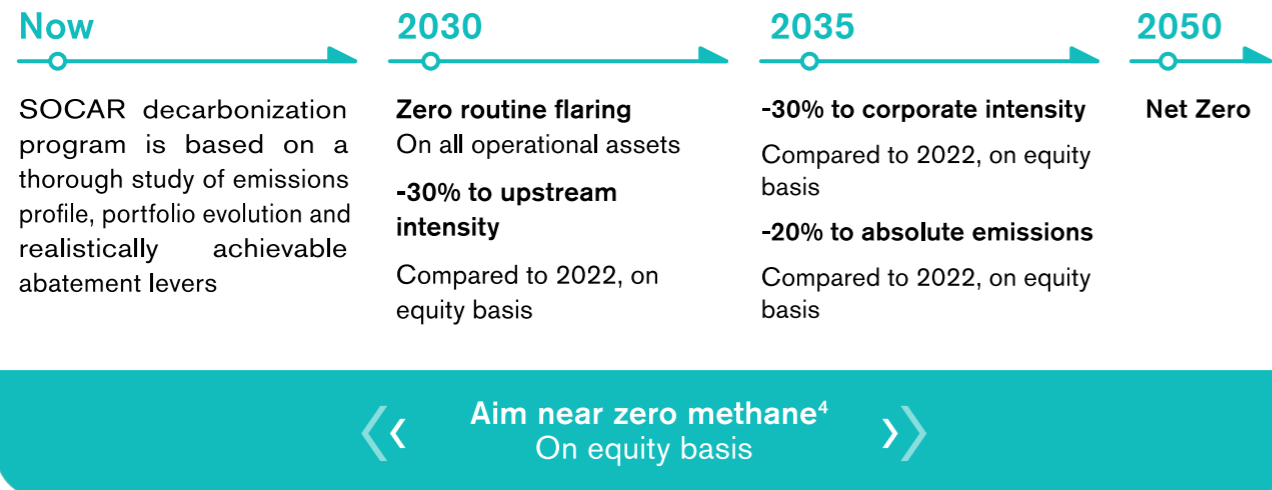 Now
SOCAR decarbonization
program is based on a
thorough study of emissions
profile, portfolio evolution and
realistically achievable
abatement levers
2030
Zero routine flaring
On all operational assets
-30% to upstream
intensity
Compared to 2022, on
equity basis
2035
-30% to corporate intensity
Compared to 2022, on equity
basis
-20% to absolute emissions
Compared to 2022, on equity
basis
2050
Net Zero
Aim near zero methane⁴
On equity basis